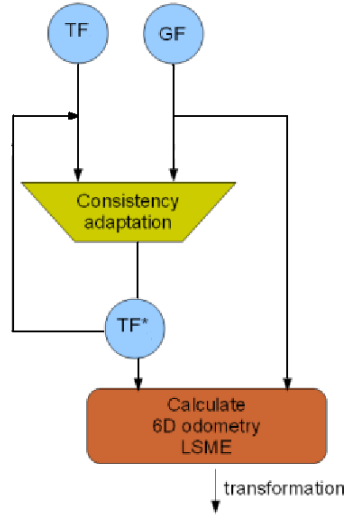 TF
GF
Consistency
adaptation
TF*
Calculate
6D odometry
LSME
transformation